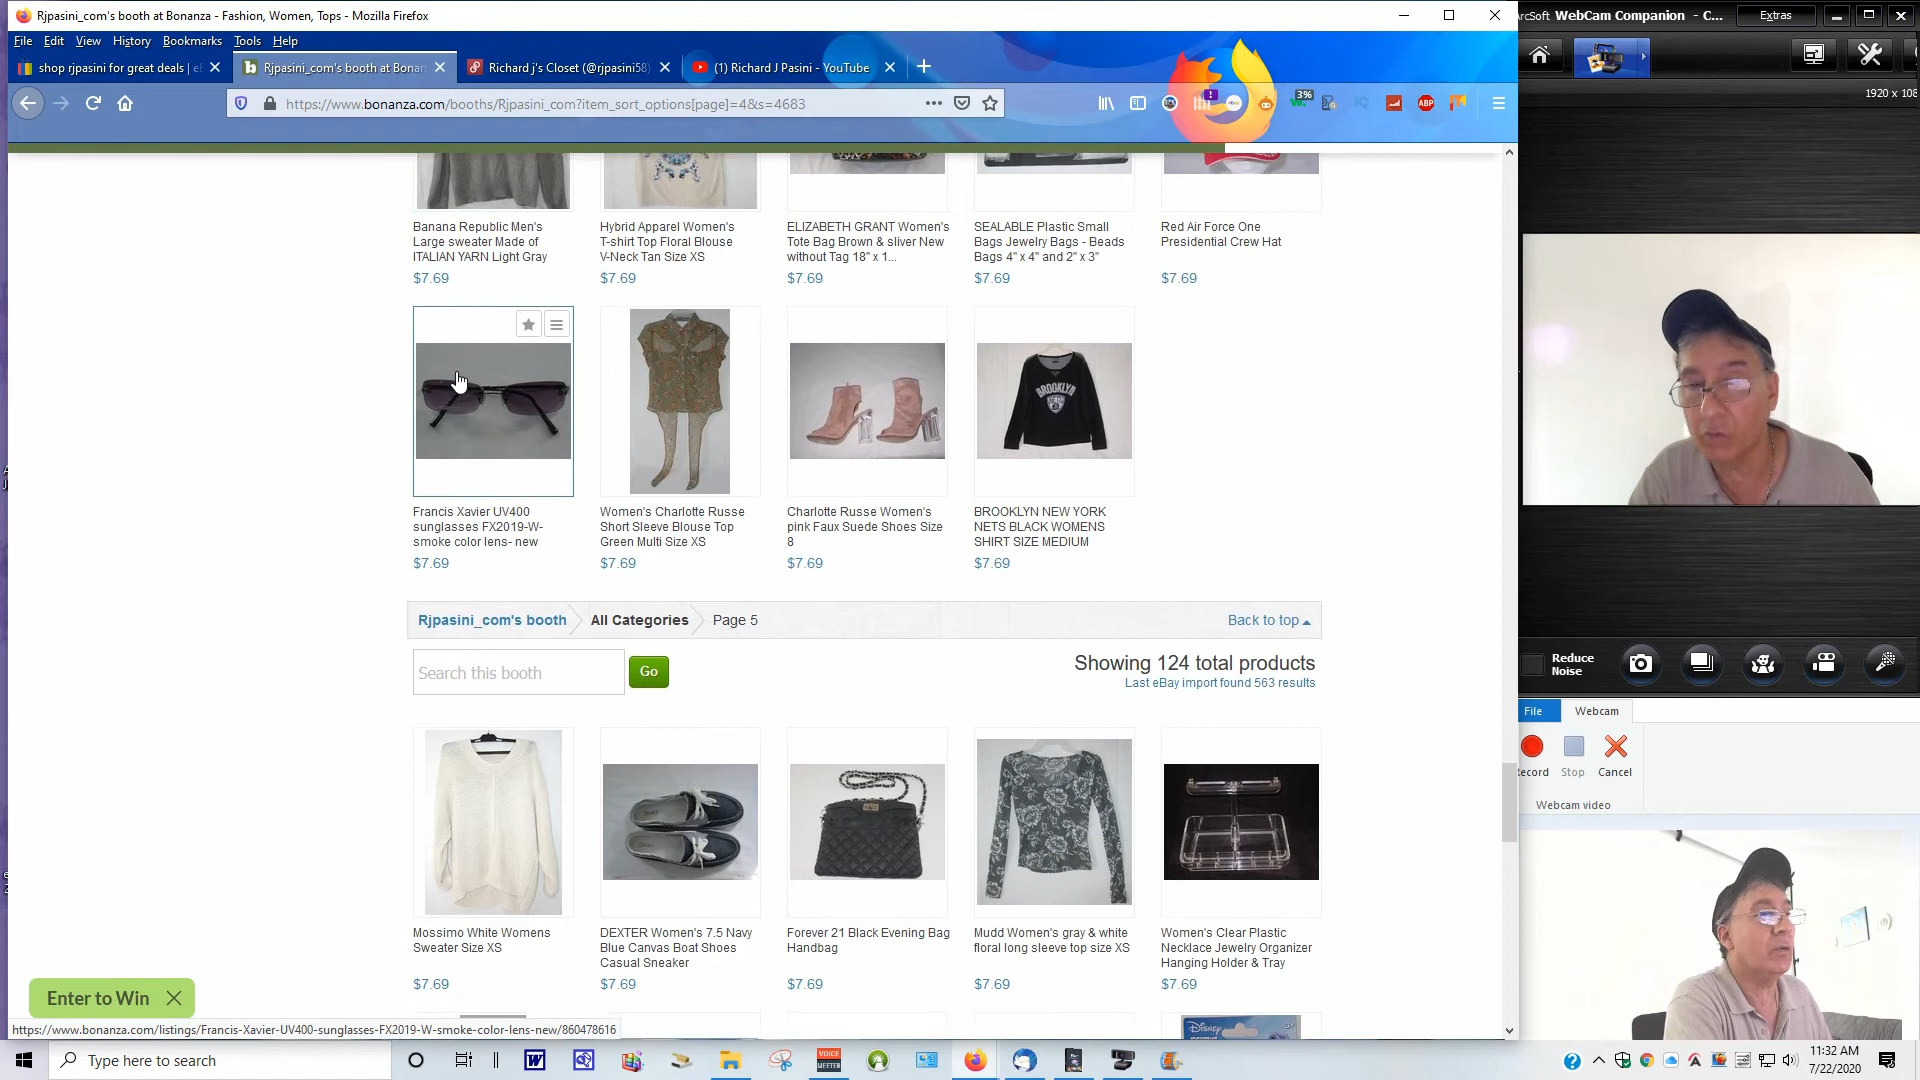 Rjpasini_com's booth at Bonanza - Fashion, Women, Tops - Mozilla Firefox
WebCam Companion - C...
Extras
File Edit View History Bookmarks Tools Help
shop rjpasini for great deals |
Rjpasini_com's booth at Bonan
Richard j's Closet (@rjpasini58)
(1) Richard J Pasini - YouTube
https://www.bonanza.com/booths/Rjpasini_com?item_sort_options[page]=4&s=4683
3%
ABP
1920 x 108
Banana Republic Men's
Large sweater Made of
ITALIAN YARN Light Gray
$7.69
Hybrid Apparel Women's
T-shirt Top Floral Blouse
V-Neck Tan Size XS
$7.69
ELIZABETH GRANT Women's
Tote Bag Brown & sliver New
without Tag 18" x 1...
$7.69
SEALABLE Plastic Small
Bags Jewelry Bags - Beads
Bags 4" x 4" and 2" x 3"
$7.69
Red Air Force One
Presidential Crew Hat
$7.69
BROOKLYN
Francis Xavier UV400
sunglasses FX2019-W-
smoke color lens- new
$7.69
Women's Charlotte Russe
Short Sleeve Blouse Top
Green Multi Size XS
$7.69
Charlotte Russe Women's
pink Faux Suede Shoes Size
8
$7.69
BROOKLYN NEW YORK
NETS BLACK WOMENS
SHIRT SIZE MEDIUM
$7.69
Rjpasini_com's booth All Categories Page 5 Back to top
Search this booth Go
Showing 124 total products
Last eBay import found 563 results
Mossimo White Womens
Sweater Size XS
$7.69
DEXTER Women's 7.5 Navy
Blue Canvas Boat Shoes
Casual Sneaker
$7.69
Forever 21 Black Evening Bag
Handbag
$7.69
Mudd Women's gray & white
floral long sleeve top size XS
$7.69
Women's Clear Plastic
Necklace Jewelry Organizer
Hanging Holder & Tray
$7.69
Disney
Enter to Win
https://www.bonanza.com/listings/Francis-Xavier-UV400-sunglasses-FX2019-W-smoke-color-lens-new/860478616
Reduce
Noise
File Webcam
Record Stop Cancel
Webcam video
Type here to search
VOICE
MEETER
11:32 AM
7/22/2020